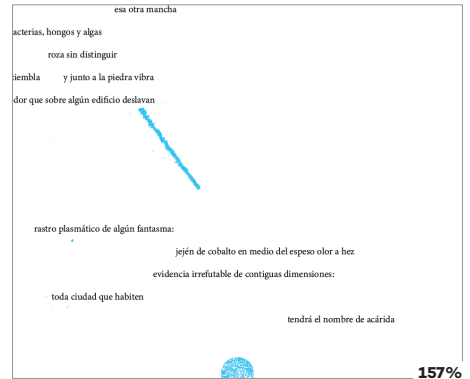 esa otra mancha
acterias, hongos y algas
roza sin distinguir
iembla y junto a la piedra vibra
dor que sobre algún edificio deslavan
rastro plasmático de algún fantasma:
jején de cobalto en medio del espeso olor a hez
evidencia irrefutable de contiguas dimensiones:
toda ciudad que habiten
tendrá el nombre de acárida
157%